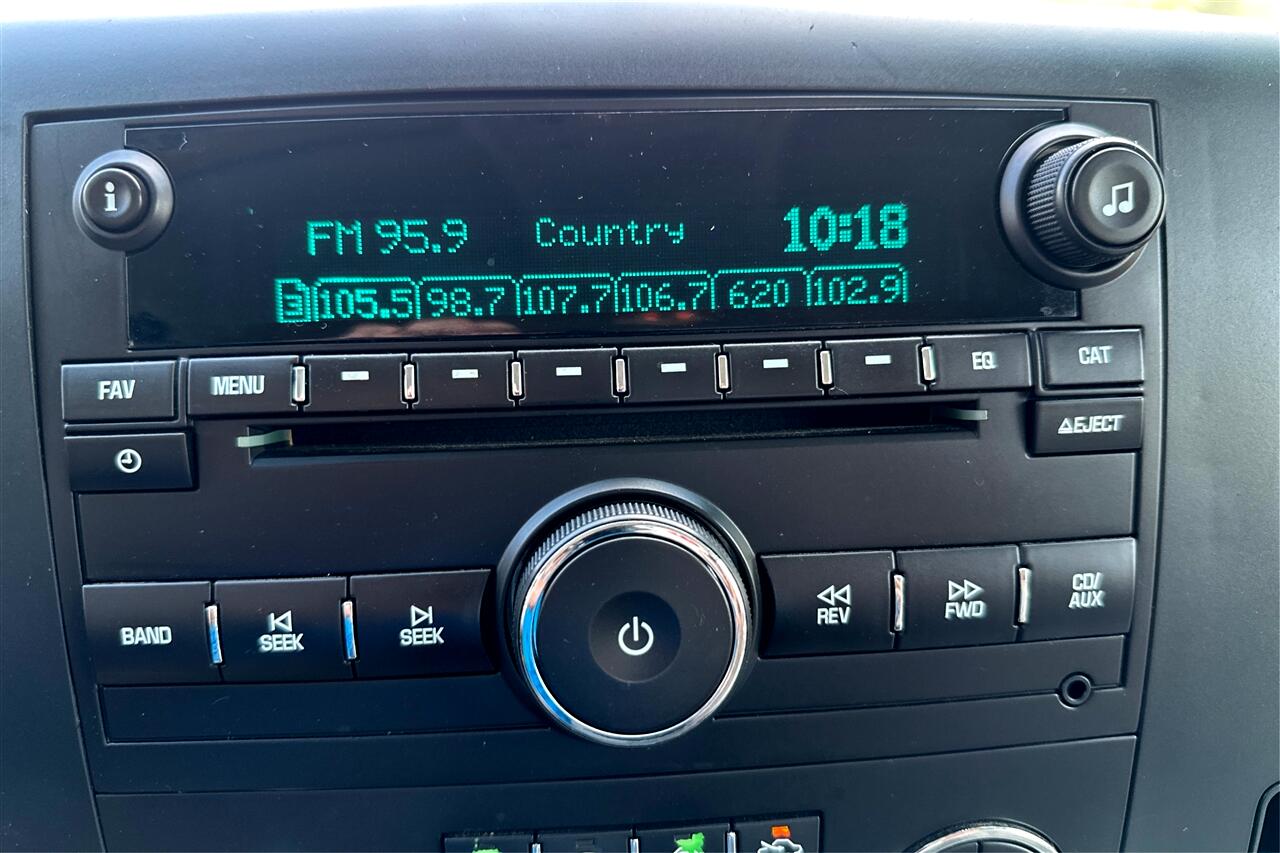 i
FM 95.9 Country 10:18
3 105.5 98.7 107.7 106.7 620 102.9
FAV MENU EQ CAT
EJECT
BAND SEEK SEEK REV FWD CD/
AUX